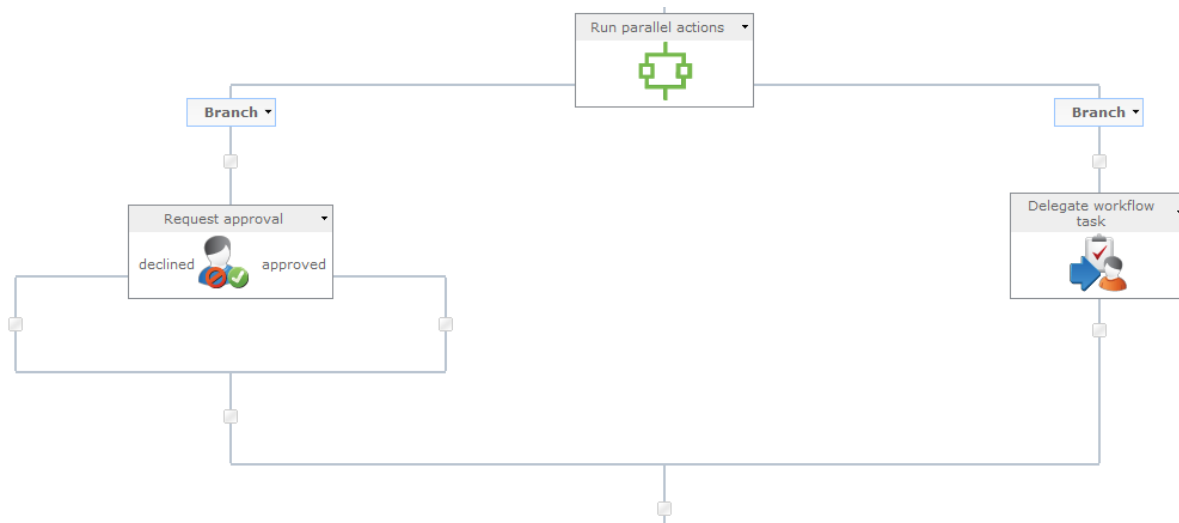 Run parallel actions
Branch
Branch
Request approval
declined
approved
Delegate workflow
task